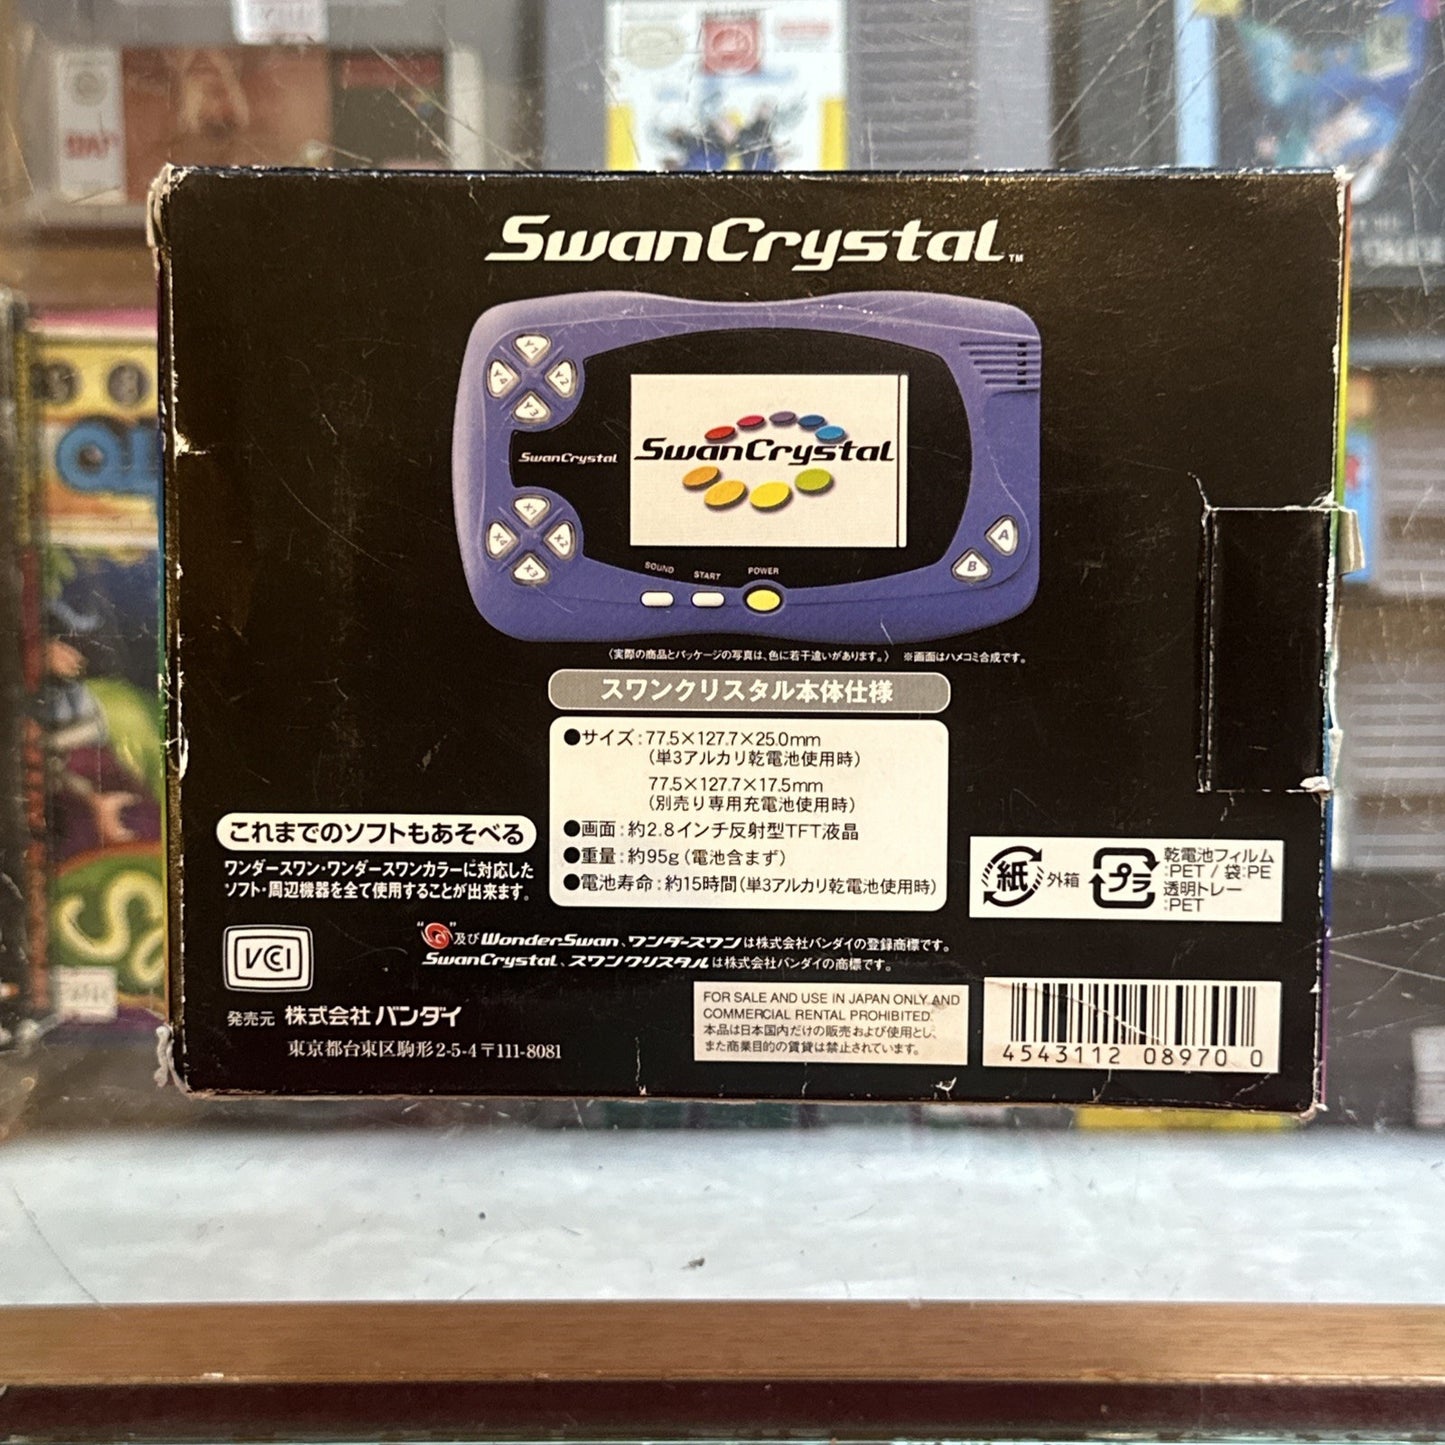 SwanCrystal™
Y1
Y4
Y2
Y3
SwanCrystal
SwanCrystal
X1
X4
X2
X3
A
B
SOUND
START
POWER
〈実際の商品とパッケージの写真は、色に若干違いがあります。〉 ※画面はハメコミ合成です。
スワンクリスタル本体仕様
●サイズ:77.5×127.7×25.0mm
(単3アルカリ乾電池使用時)
77.5×127.7×17.5mm
(別売り専用充電池使用時)
●画面:約2.8インチ反射型TFT液晶
●重量:約95g(電池含まず)
●電池寿命:約15時間(単3アルカリ乾電池使用時)
これまでのソフトもあそべる
ワンダースワン・ワンダースワンカラーに対応した
ソフト・周辺機器を全て使用することが出来ます。
紙 外箱
プラ
乾電池フィルム
:PET / 袋:PE
透明トレー
:PET
VCCI
“ ”及びWonderSwan、ワンダースワンは株式会社バンダイの登録商標です。
SwanCrystal、スワンクリスタルは株式会社バンダイの商標です。
発売元 株式会社バンダイ
東京都台東区駒形2-5-4〒111-8081
FOR SALE AND USE IN JAPAN ONLY AND
COMMERCIAL RENTAL PROHIBITED.
本品は日本国内だけの販売および使用とし、
また商業目的の賃貸は禁止されています。
4543112 08970 0